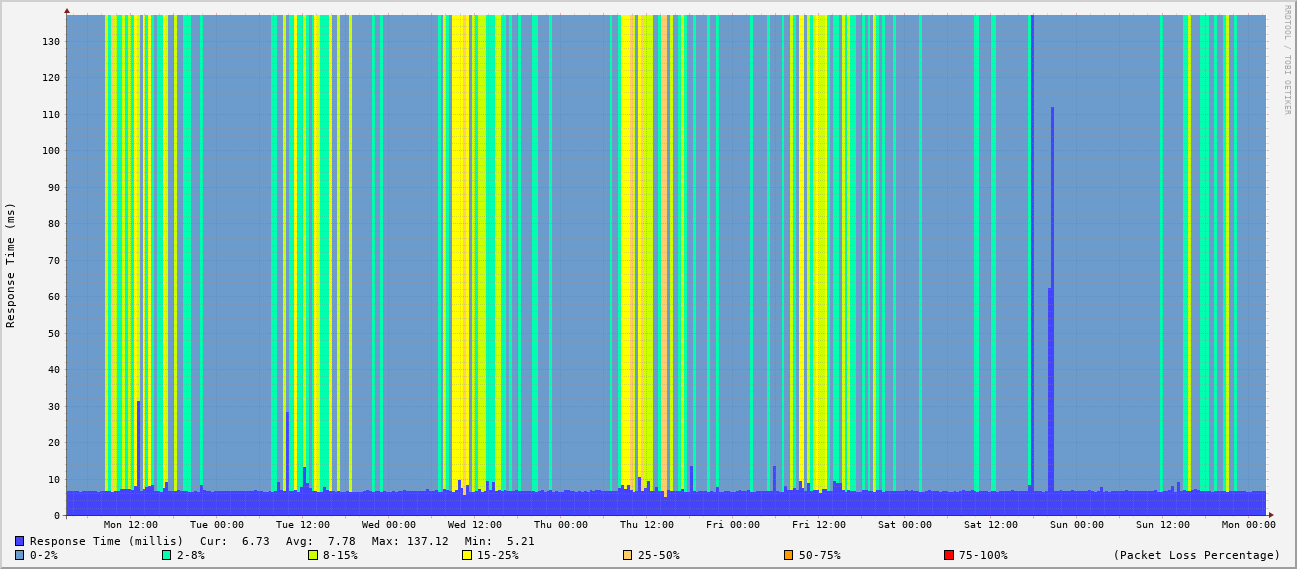 RRDTOOL / TOBI OETIKER
Response Time (ms)
130
120
110
100
90
80
70
60
50
40
30
20
10
0
Mon 12:00 Tue 00:00 Tue 12:00 Wed 00:00 Wed 12:00 Thu 00:00 Thu 12:00 Fri 00:00 Fri 12:00 Sat 00:00 Sat 12:00 Sun 00:00 Sun 12:00 Mon 00:00
Response Time (millis) Cur: 6.73 Avg: 7.78 Max: 137.12 Min: 5.21
0-2% 2-8% 8-15% 15-25% 25-50% 50-75% 75-100% (Packet Loss Percentage)